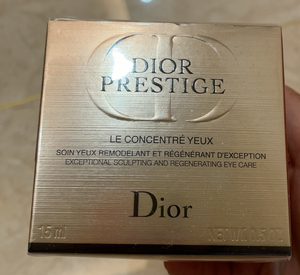 DIOR
PRESTIGE
LE CONCENTRÉ YEUX
SOIN YEUX REMODELANT ET RÉGÉNÉRANT D'EXCEPTION
EXCEPTIONAL SCULPTING AND REGENERATING EYE CARE
Dior
15 ml